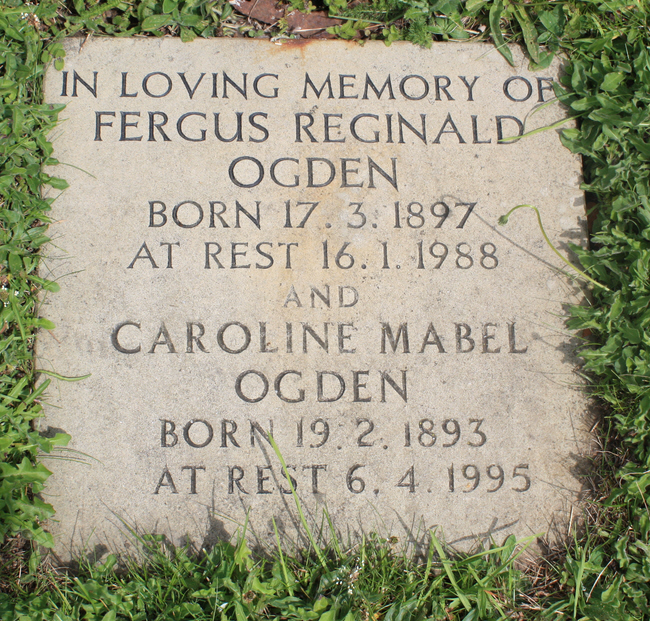 IN LOVING MEMORY OF
FERGUS REGINALD
OGDEN
BORN 17. 3. 1897
AT REST 16. 1. 1988
AND
CAROLINE MABEL
OGDEN
BORN 19. 2. 1893
AT REST 6. 4. 1995